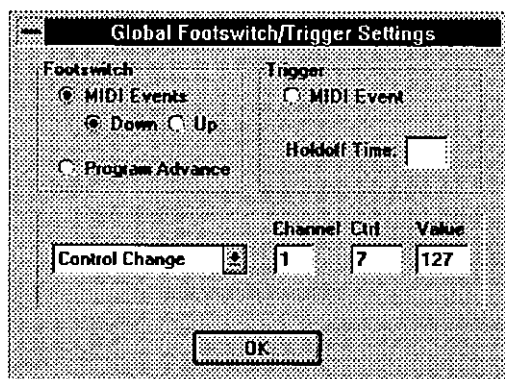 Global Footswitch/Trigger Settings
Footswitch
MIDI Events
Down Up
Program Advance
Trigger
MIDI Event
Holdoff Time:
Channel Ctrl Value
Control Change 1 7 127
OK